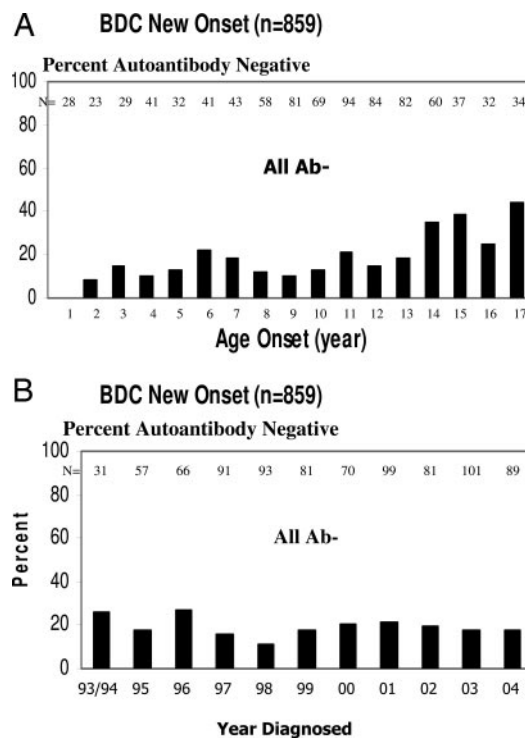 A
BDC New Onset (n=859)
Percent Autoantibody Negative
100
N= 28 23 29 41 32 41 43 58 81 69 94 84 82 60 37 32 34
80
All Ab-
60
40
20
0
1 2 3 4 5 6 7 8 9 10 11 12 13 14 15 16 17
Age Onset (year)
B
BDC New Onset (n=859)
Percent Autoantibody Negative
100
N= 31 57 66 91 93 81 70 99 81 101 89
80
All Ab-
60
Percent
40
20
0
93/94 95 96 97 98 99 00 01 02 03 04
Year Diagnosed